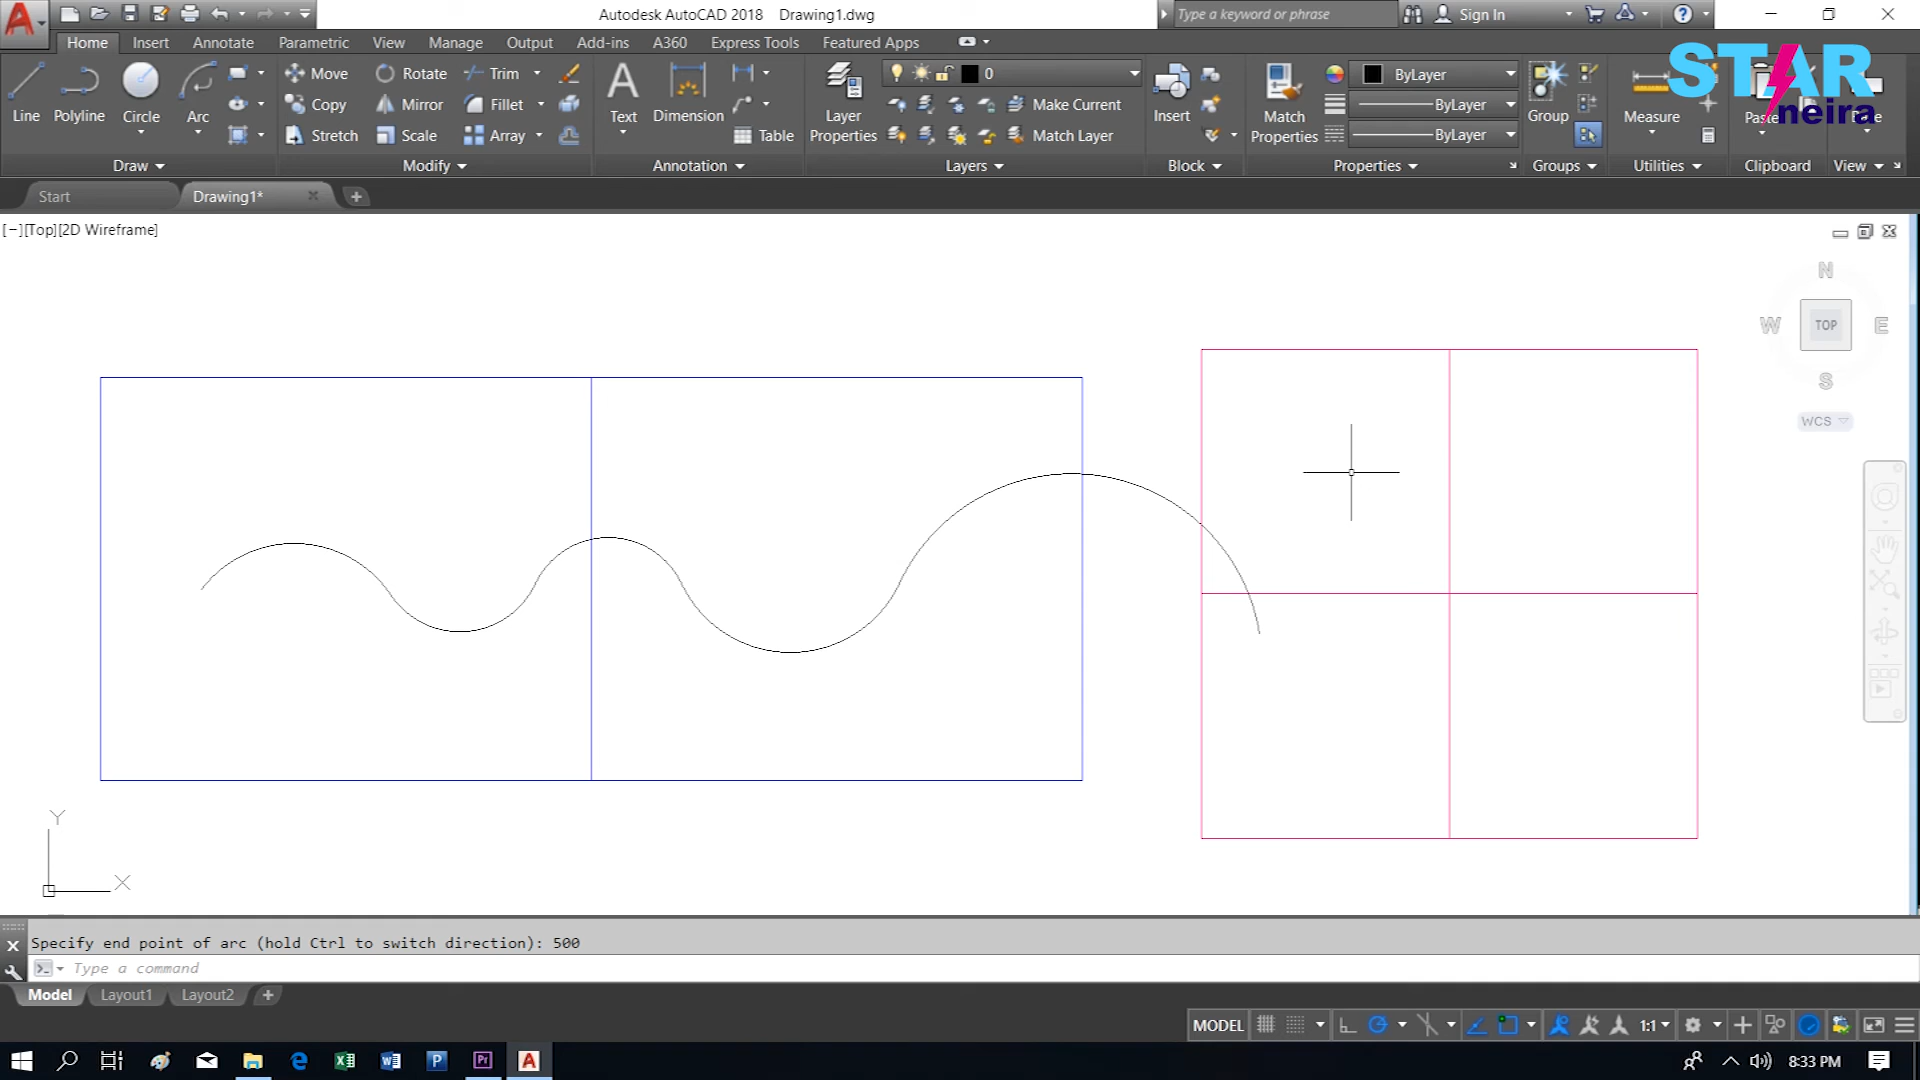 Autodesk AutoCAD 2018 Drawing1.dwg
Type a keyword or phrase
Sign In
Home Insert Annotate Parametric View Manage Output Add-ins A360 Express Tools Featured Apps
STAR
neira
Line Polyline Circle Arc
Move Rotate Trim
Copy Mirror Fillet
Stretch Scale Array
Text Dimension Table
Layer Properties
0
Make Current
Match Layer
Insert
Match Properties
ByLayer
ByLayer
ByLayer
Group
Measure
Paste
Base
Draw Modify Annotation Layers Block Properties Groups Utilities Clipboard View
Start Drawing1*
[−][Top][2D Wireframe]
N
W TOP E
S
WCS
Y
X
Specify end point of arc (hold Ctrl to switch direction): 500
Type a command
Model Layout1 Layout2
MODEL 1:1
8:33 PM